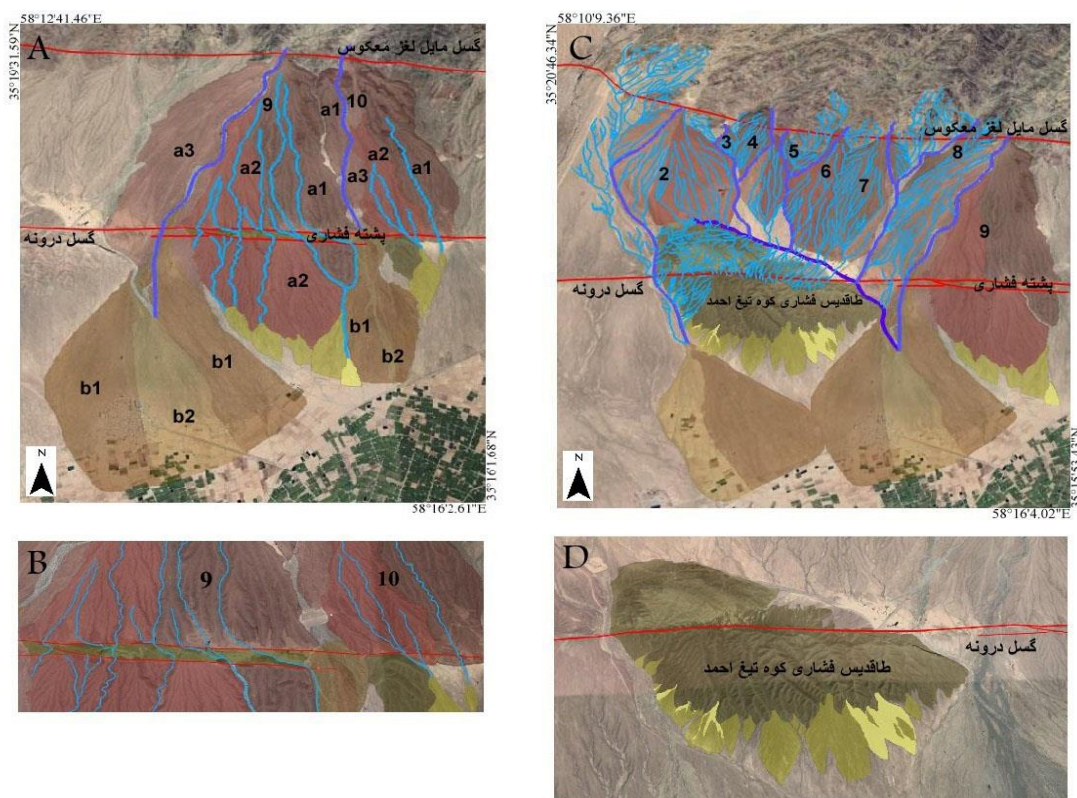 58°12'41.46"E
35°19'31.59"N
A
گسل مایل لغز معکوس
9
a1
10
a3
a2
a2
a1
a1
a3
گسل درونه
پشته فشاری
a2
b1
b1
b2
b1
b2
N
35°16'1.68"N
58°16'2.61"E
58°10'9.36"E
35°20'46.34"N
C
گسل مایل لغز معکوس
3
4
5
8
2
6
7
9
گسل درونه
طاقدیس فشاری کوه تیغ احمد
پشته فشاری
N
35°15'53.43"N
58°16'4.02"E
B
9
10
D
گسل درونه
طاقدیس فشاری کوه تیغ احمد